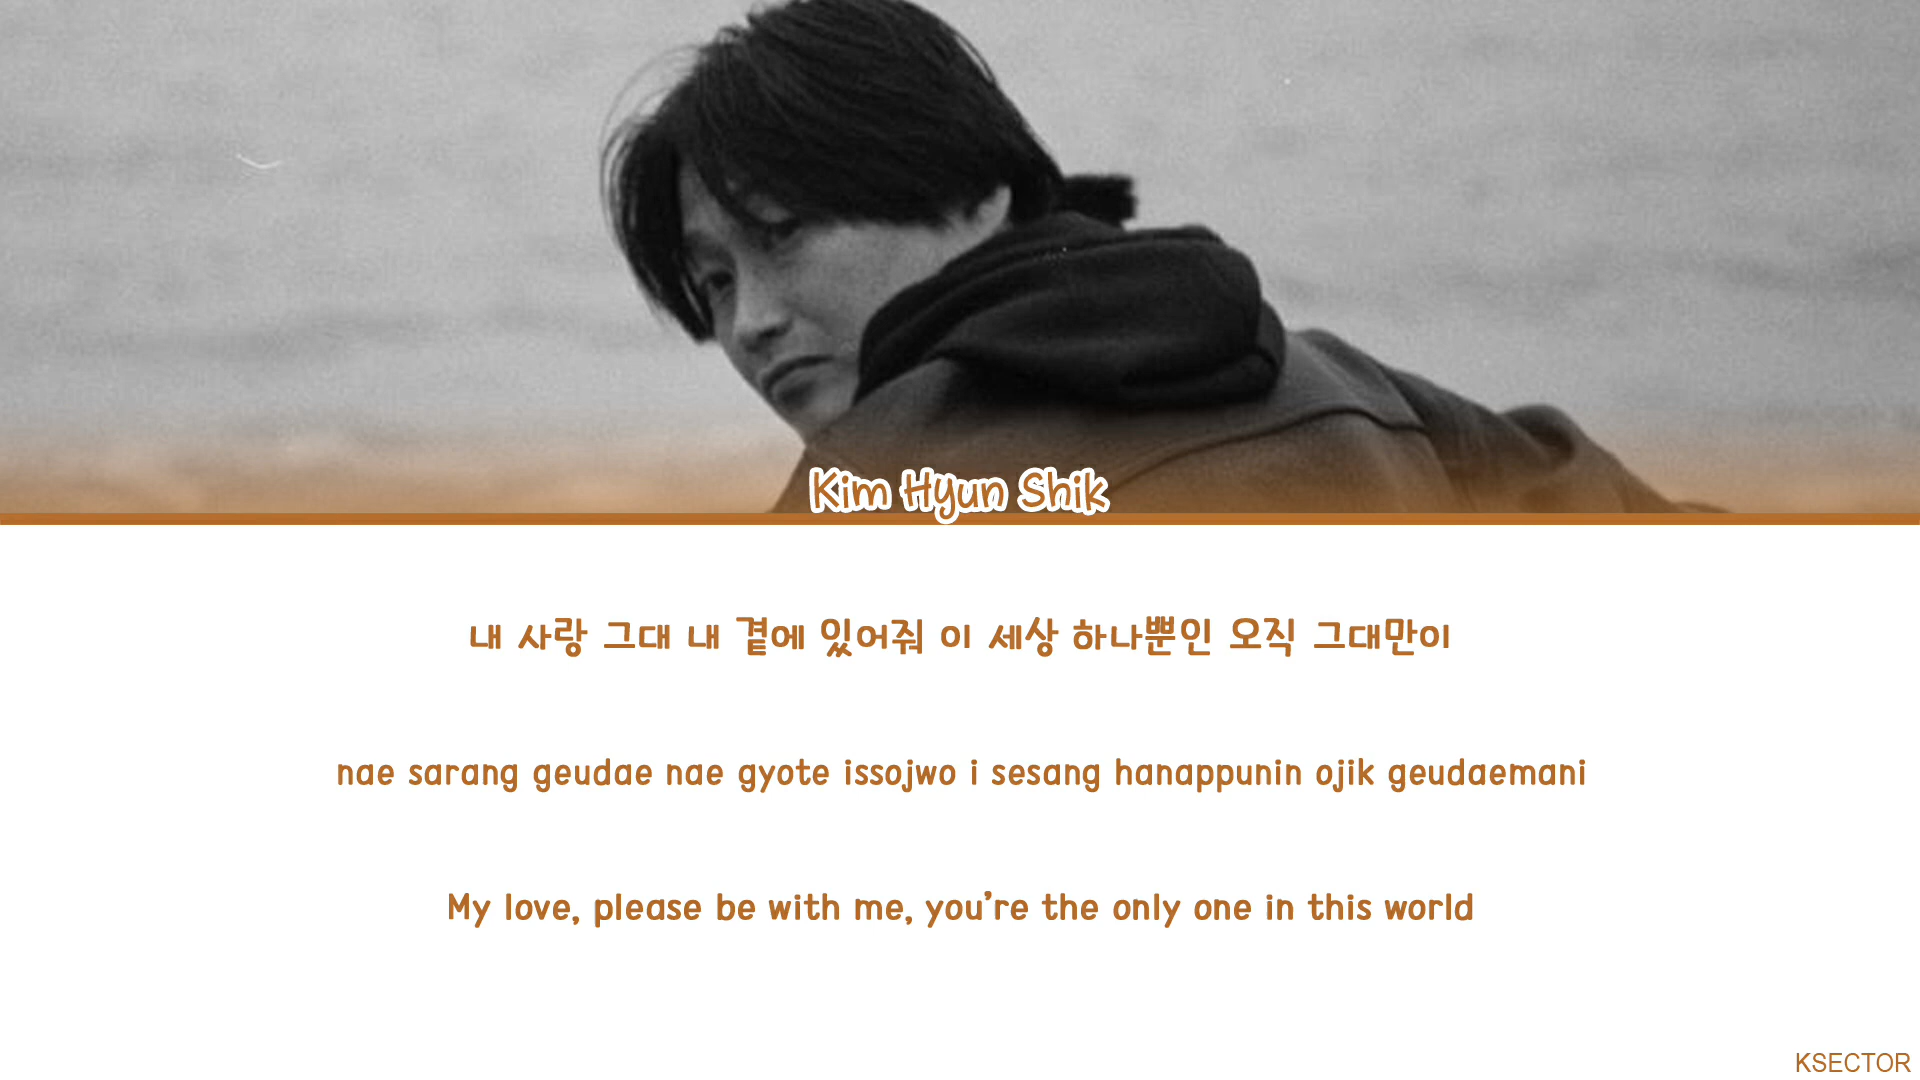 Kim Hyun Shik
내 사랑 그대 내 곁에 있어줘 이 세상 하나뿐인 오직 그대만이
nae sarang geudae nae gyote issojwo i sesang hanappunin ojik geudaemani
My love, please be with me, you’re the only one in this world
KSECTOR